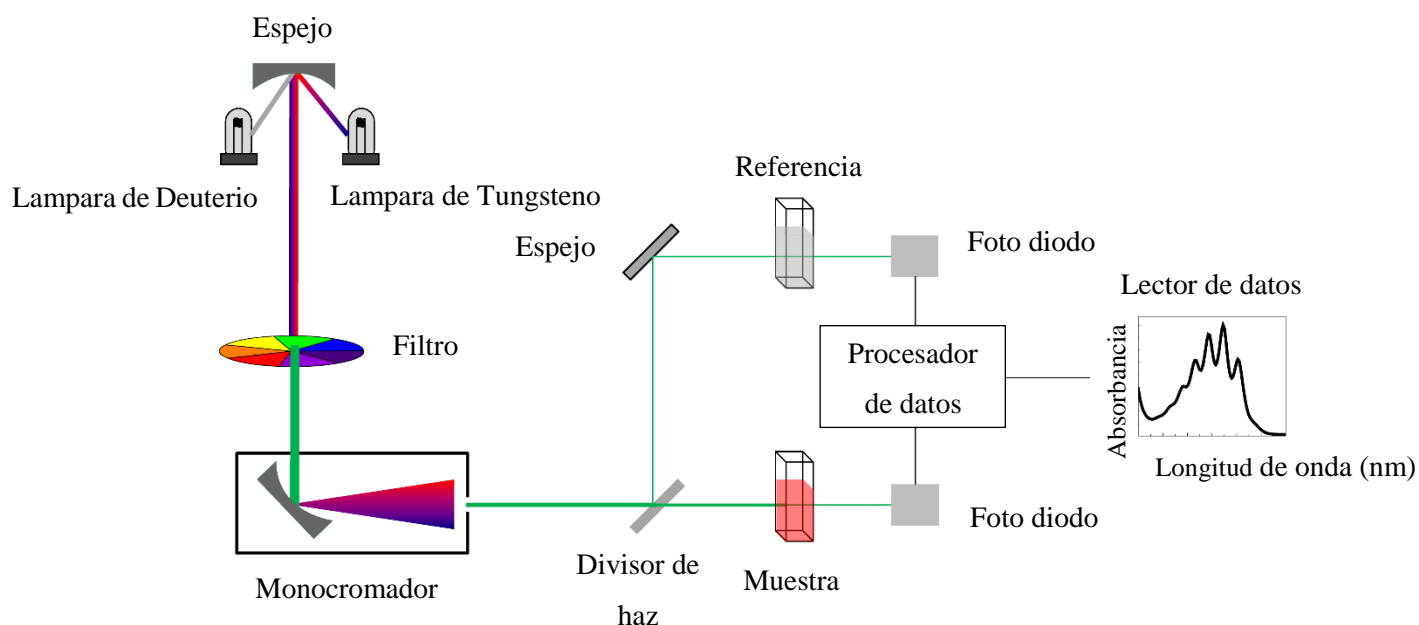 Espejo
Lampara de Deuterio
Lampara de Tungsteno
Referencia
Espejo
Foto diodo
Lector de datos
Filtro
Procesador
de datos
Absorbancia
Longitud de onda (nm)
Monocromador
Divisor de
haz
Muestra
Foto diodo